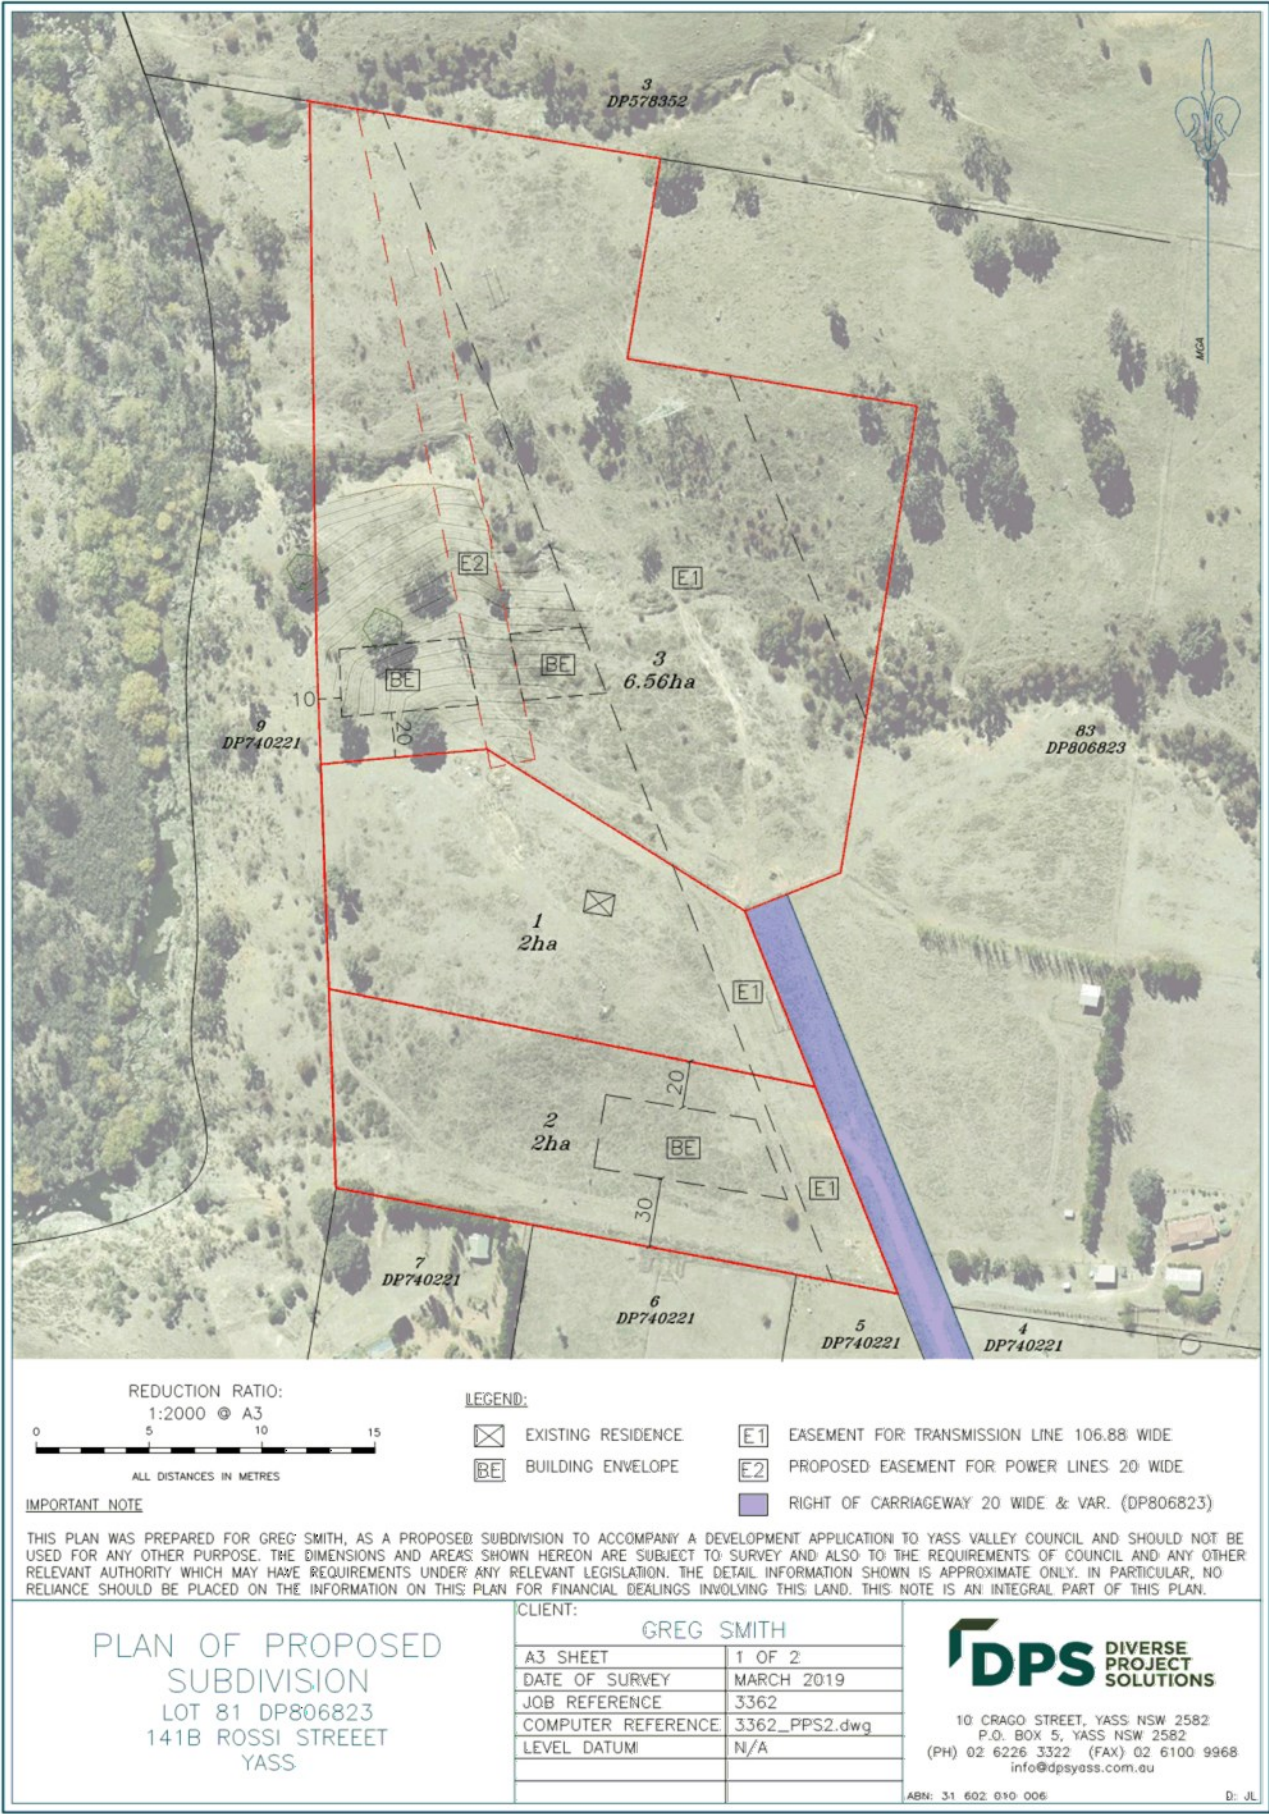 3
DP578352
MGA
E2
E1
BE
BE
3
6.56ha
10
20
9
DP740221
83
DP806823
1
2ha
E1
20
2
2ha
BE
E1
30
7
DP740221
6
DP740221
5
DP740221
4
DP740221
REDUCTION RATIO:
1:2000 @ A3
0 5 10 15
ALL DISTANCES IN METRES
LEGEND:
EXISTING RESIDENCE
BE BUILDING ENVELOPE
E1 EASEMENT FOR TRANSMISSION LINE 106.88 WIDE
E2 PROPOSED EASEMENT FOR POWER LINES 20 WIDE
RIGHT OF CARRIAGEWAY 20 WIDE & VAR. (DP806823)
IMPORTANT NOTE
THIS PLAN WAS PREPARED FOR GREG SMITH, AS A PROPOSED SUBDIVISION TO ACCOMPANY A DEVELOPMENT APPLICATION TO YASS VALLEY COUNCIL AND SHOULD NOT BE
USED FOR ANY OTHER PURPOSE. THE DIMENSIONS AND AREAS SHOWN HEREON ARE SUBJECT TO SURVEY AND ALSO TO THE REQUIREMENTS OF COUNCIL AND ANY OTHER
RELEVANT AUTHORITY WHICH MAY HAVE REQUIREMENTS UNDER ANY RELEVANT LEGISLATION. THE DETAIL INFORMATION SHOWN IS APPROXIMATE ONLY. IN PARTICULAR, NO
RELIANCE SHOULD BE PLACED ON THE INFORMATION ON THIS PLAN FOR FINANCIAL DEALINGS INVOLVING THIS LAND. THIS NOTE IS AN INTEGRAL PART OF THIS PLAN.
PLAN OF PROPOSED
SUBDIVISION
LOT 81 DP806823
141B ROSSI STREEET
YASS
CLIENT:
GREG SMITH
A3 SHEET 1 OF 2
DATE OF SURVEY MARCH 2019
JOB REFERENCE 3362
COMPUTER REFERENCE 3362_PPS2.dwg
LEVEL DATUM N/A
DPS DIVERSE
PROJECT
SOLUTIONS
10 CRAGO STREET, YASS NSW 2582
P.O. BOX 5, YASS NSW 2582
(PH) 02 6226 3322 (FAX) 02 6100 9968
info@dpsyass.com.au
ABN: 31 602 010 006
D: JL